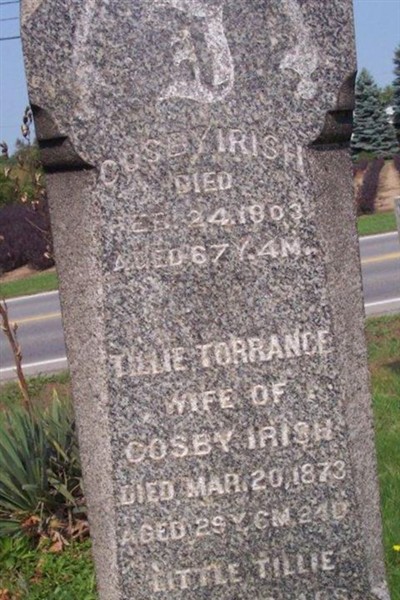 I
COSBY IRISH
DIED
24, 1903
AGED 67 Y. 4 M.
TILLIE TORRANCE
WIFE OF
COSBY IRISH
DIED MAR. 20, 1873
AGED 29 Y. 6 M. 24 D.
LITTLE TILLIE